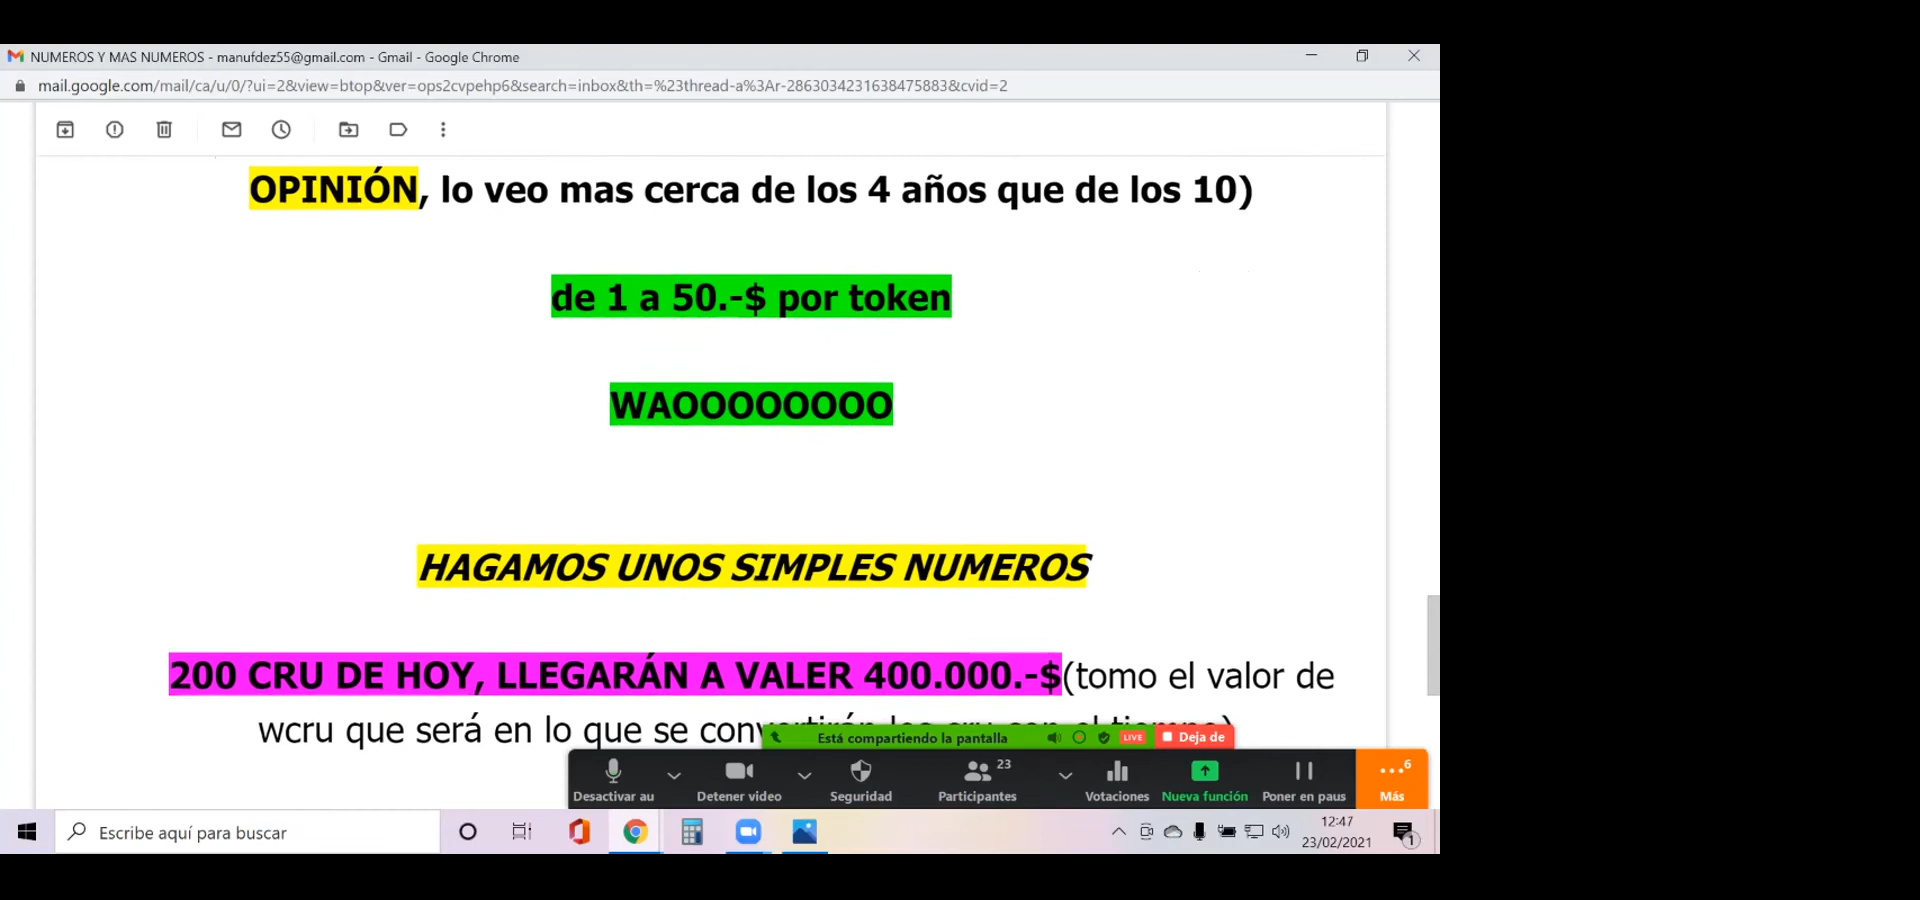 NUMEROS Y MAS NUMEROS - manufdez55@gmail.com - Gmail - Google Chrome
mail.google.com/mail/ca/u/0/?ui=2&view=btop&ver=ops2cvpehp6&search=inbox&th=%23thread-a%3Ar-2863034231638475883&cvid=2
OPINIÓN, lo veo mas cerca de los 4 años que de los 10)
de 1 a 50.-$ por token
WAOOOOOOOO
HAGAMOS UNOS SIMPLES NUMEROS
200 CRU DE HOY, LLEGARÁN A VALER 400.000.-$(tomo el valor de
wcru que será en lo que se
Está compartiendo la pantalla LIVE Deja de
23 6
Desactivar au Detener video Seguridad Participantes Votaciones Nueva función Poner en paus Más
Escribe aquí para buscar
12:47
23/02/2021
1